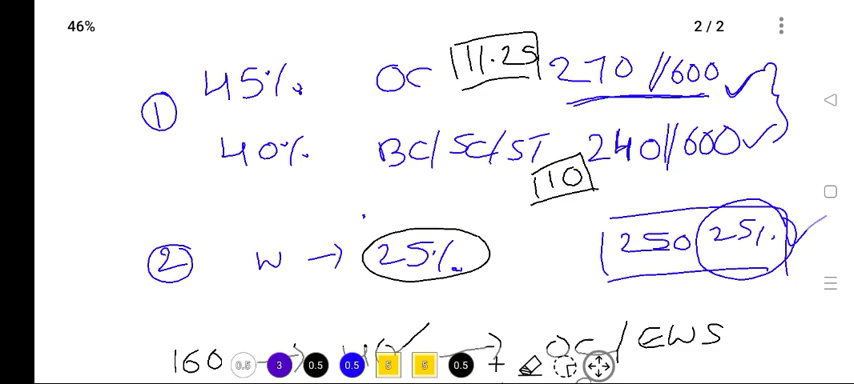 46% 2 / 2
① 45% OC 11.25 270 // 600
40% BC / SC / ST 240 // 600
110
② W → 25% 250 25%
160 → → OC / EWS
0.5 3 0.5 0.5 5 5 0.5